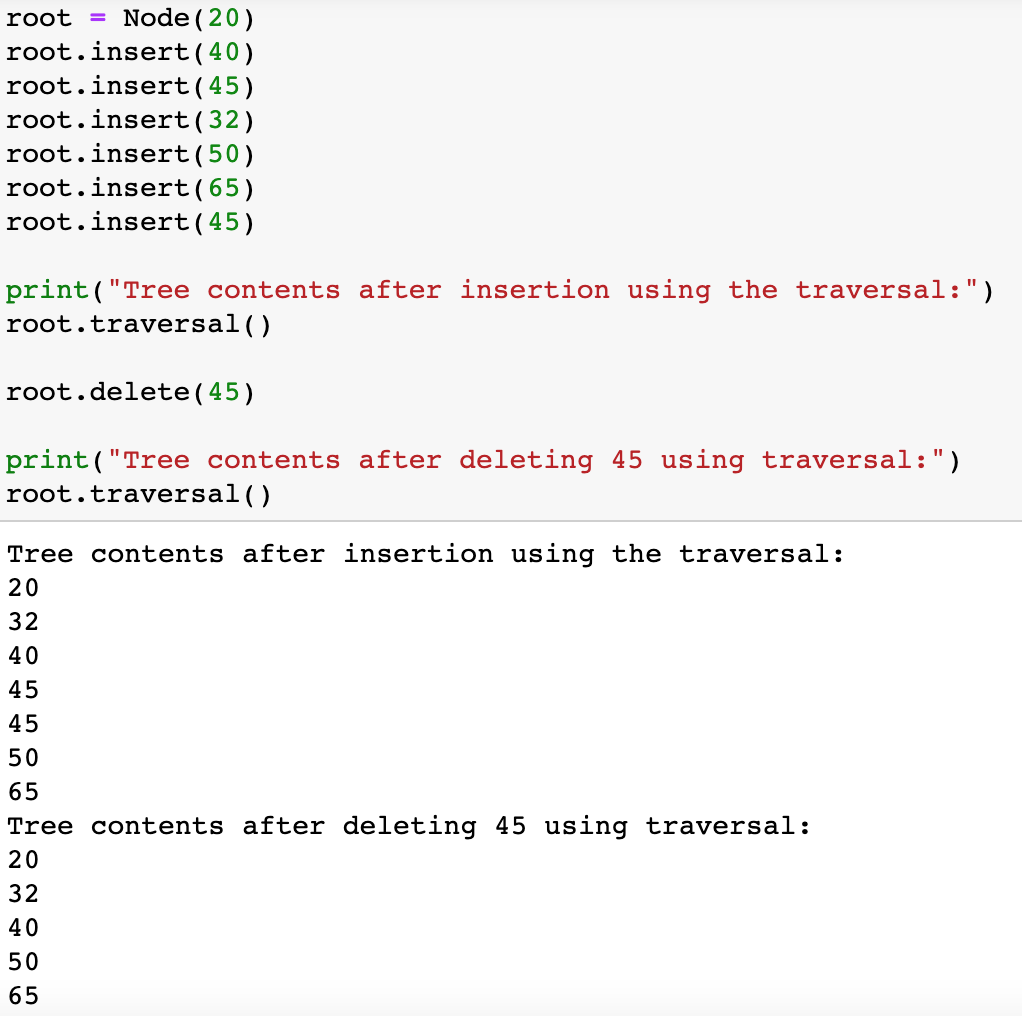 root = Node(20)
root.insert(40)
root.insert(45)
root.insert(32)
root.insert(50)
root.insert(65)
root.insert(45)
print("Tree contents after insertion using the traversal:")
root.traversal()
root.delete(45)
print("Tree contents after deleting 45 using traversal:")
root.traversal()
Tree contents after insertion using the traversal:
20
32
40
45
45
50
65
Tree contents after deleting 45 using traversal:
20
32
40
50
65